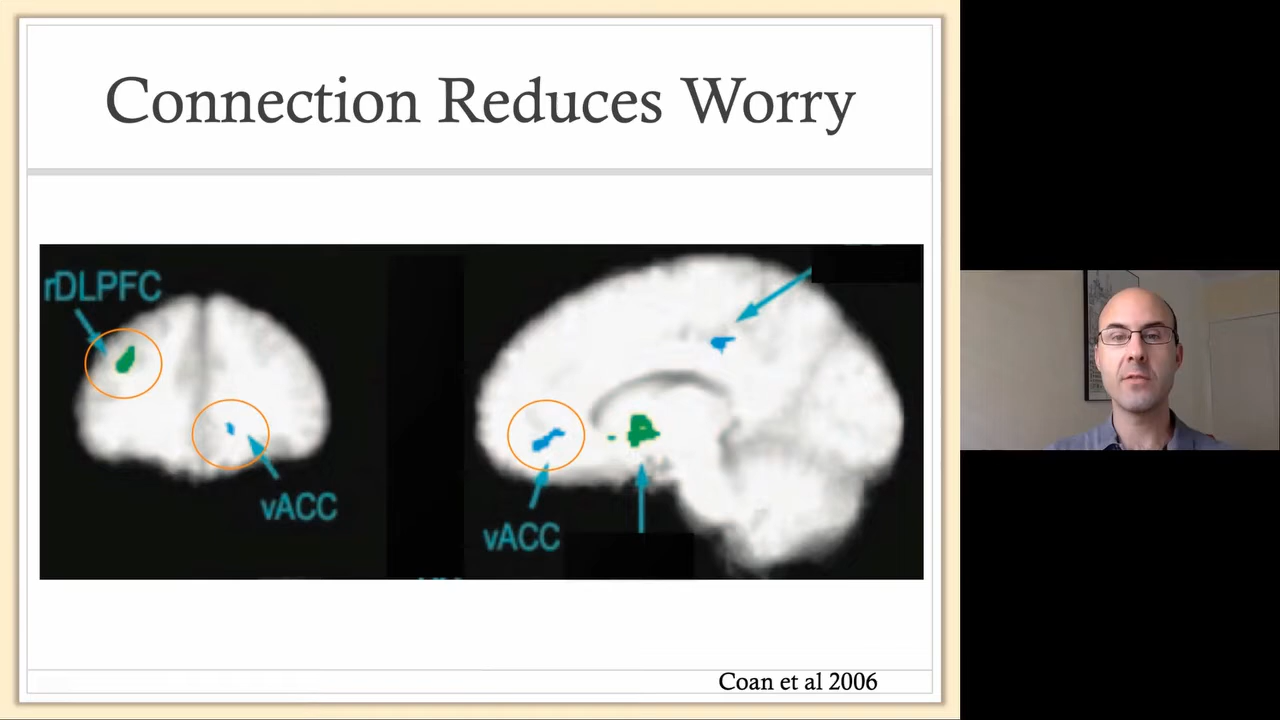 Connection Reduces Worry
rDLPFC
vACC
vACC
Coan et al 2006